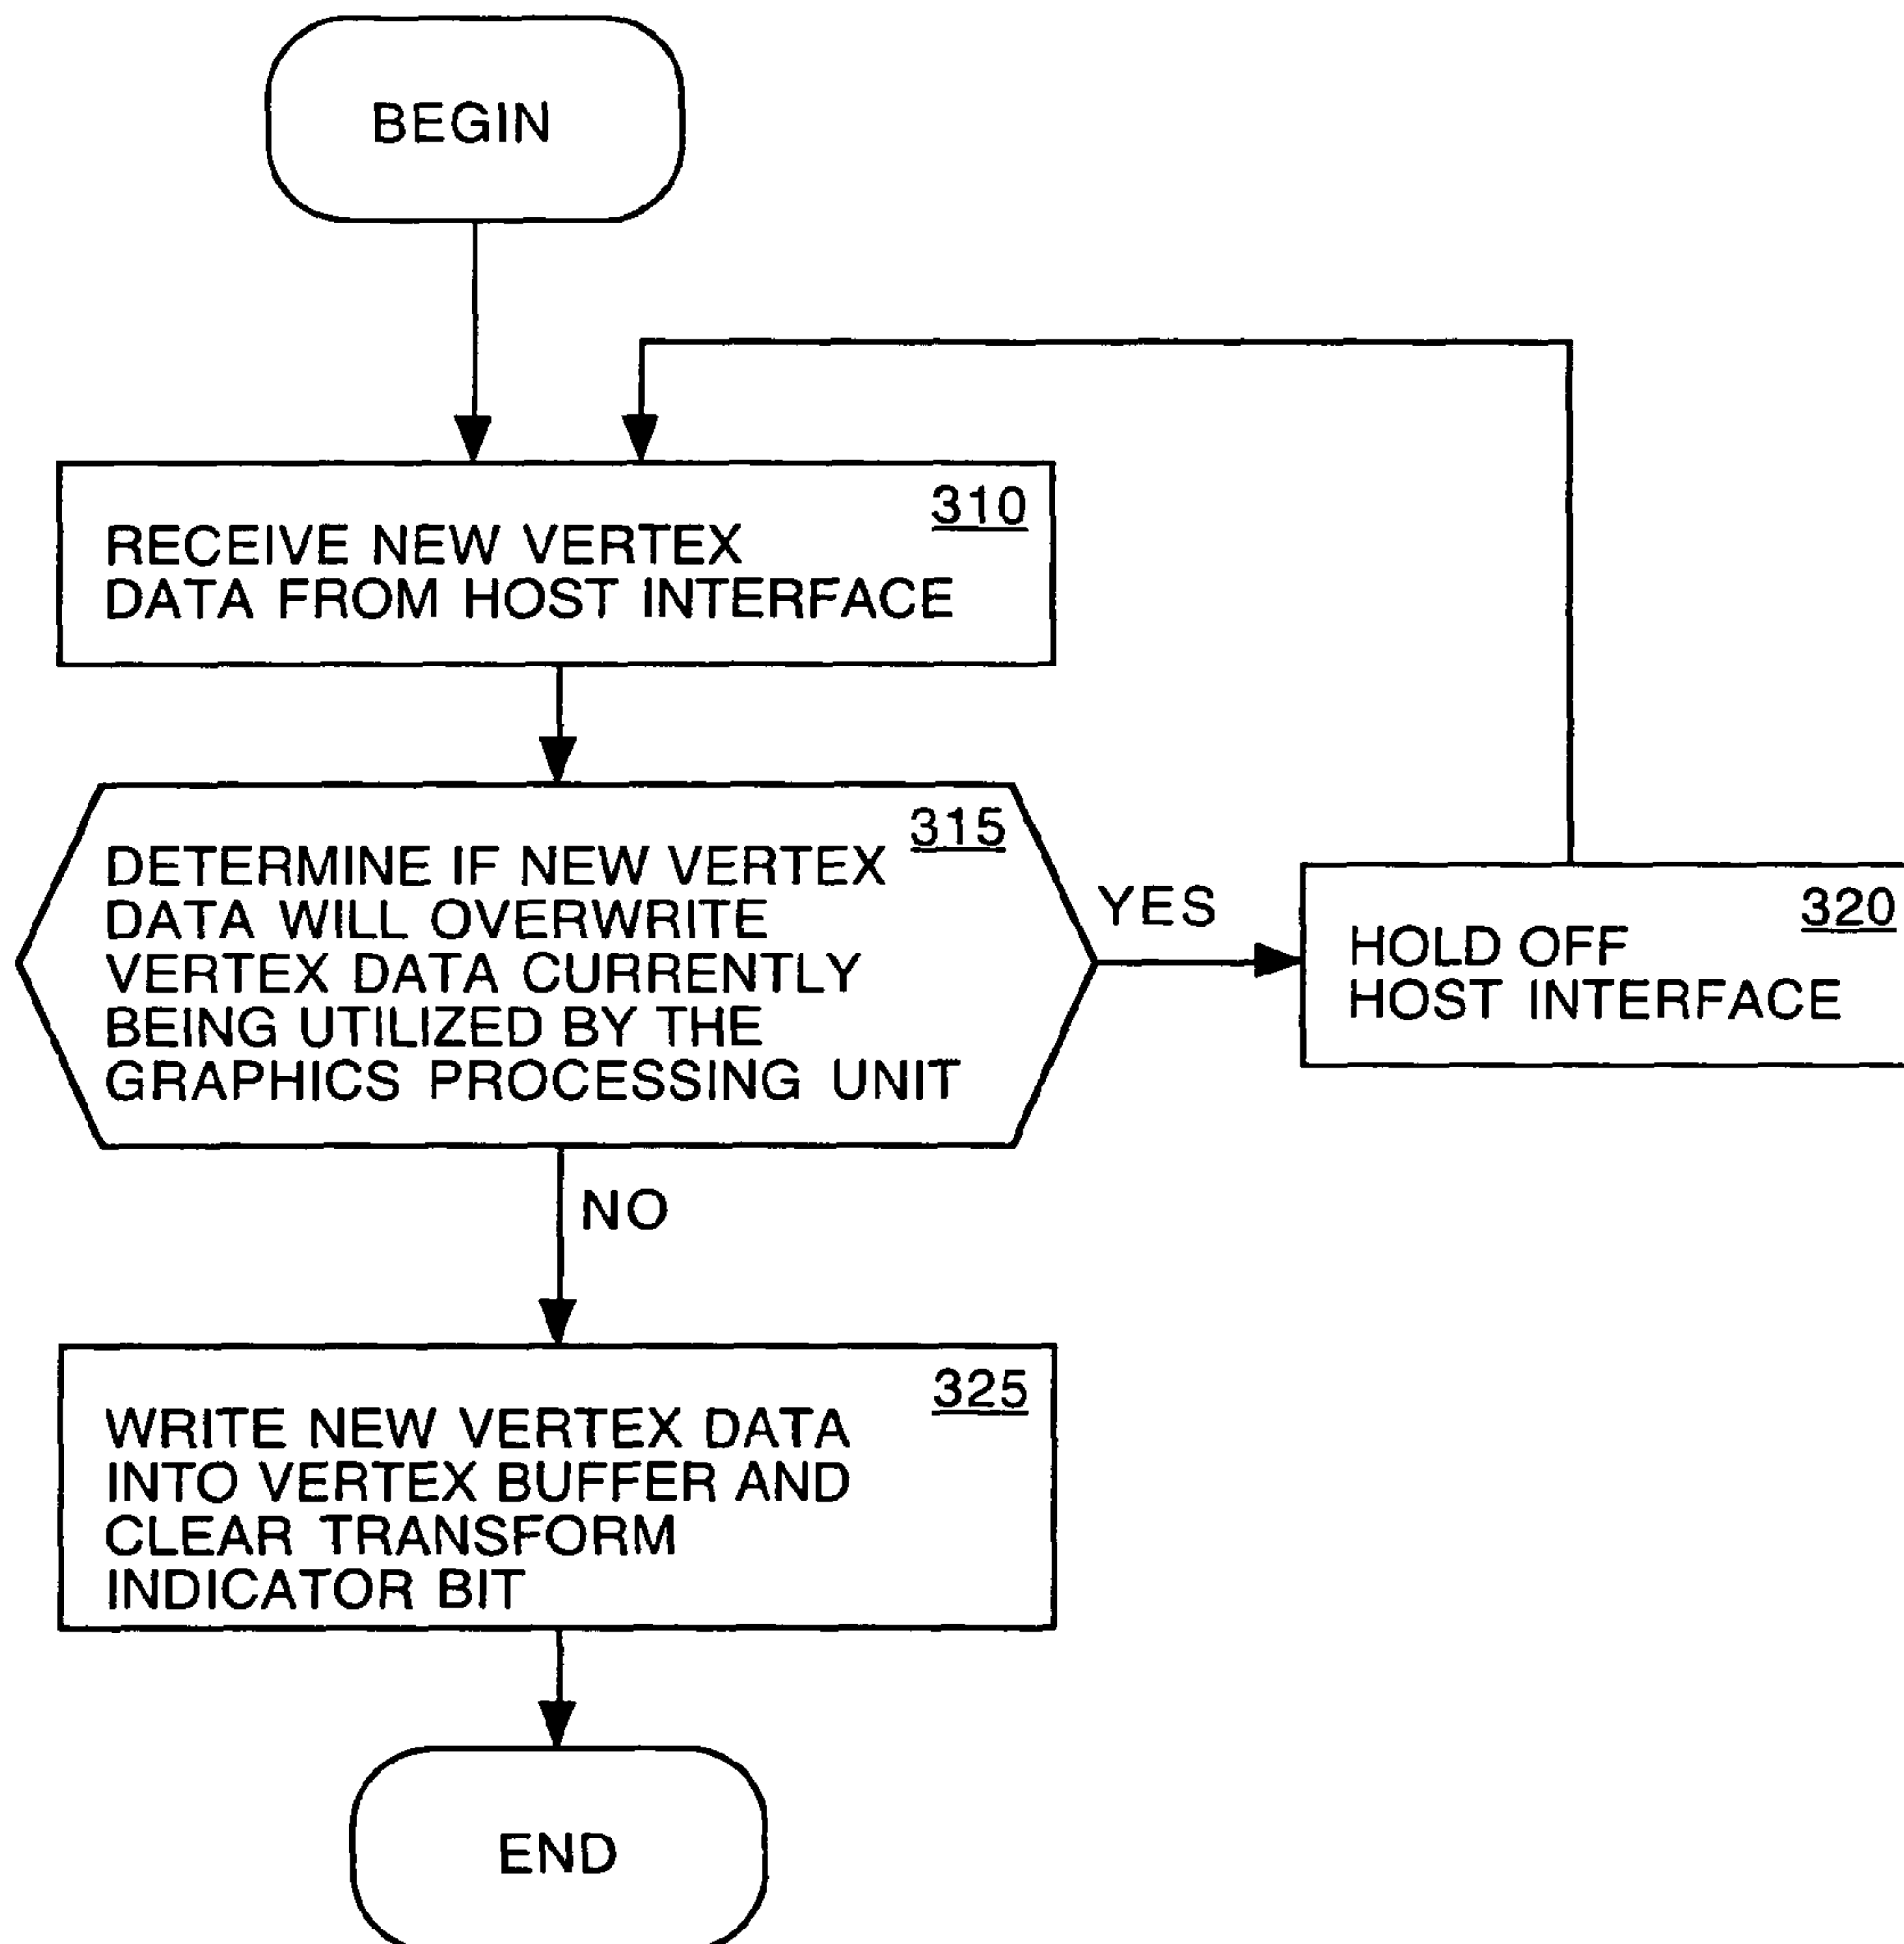 BEGIN
310
RECEIVE NEW VERTEX
DATA FROM HOST INTERFACE
315
DETERMINE IF NEW VERTEX
DATA WILL OVERWRITE
VERTEX DATA CURRENTLY
BEING UTILIZED BY THE
GRAPHICS PROCESSING UNIT
YES
320
HOLD OFF
HOST INTERFACE
NO
325
WRITE NEW VERTEX DATA
INTO VERTEX BUFFER AND
CLEAR TRANSFORM
INDICATOR BIT
END